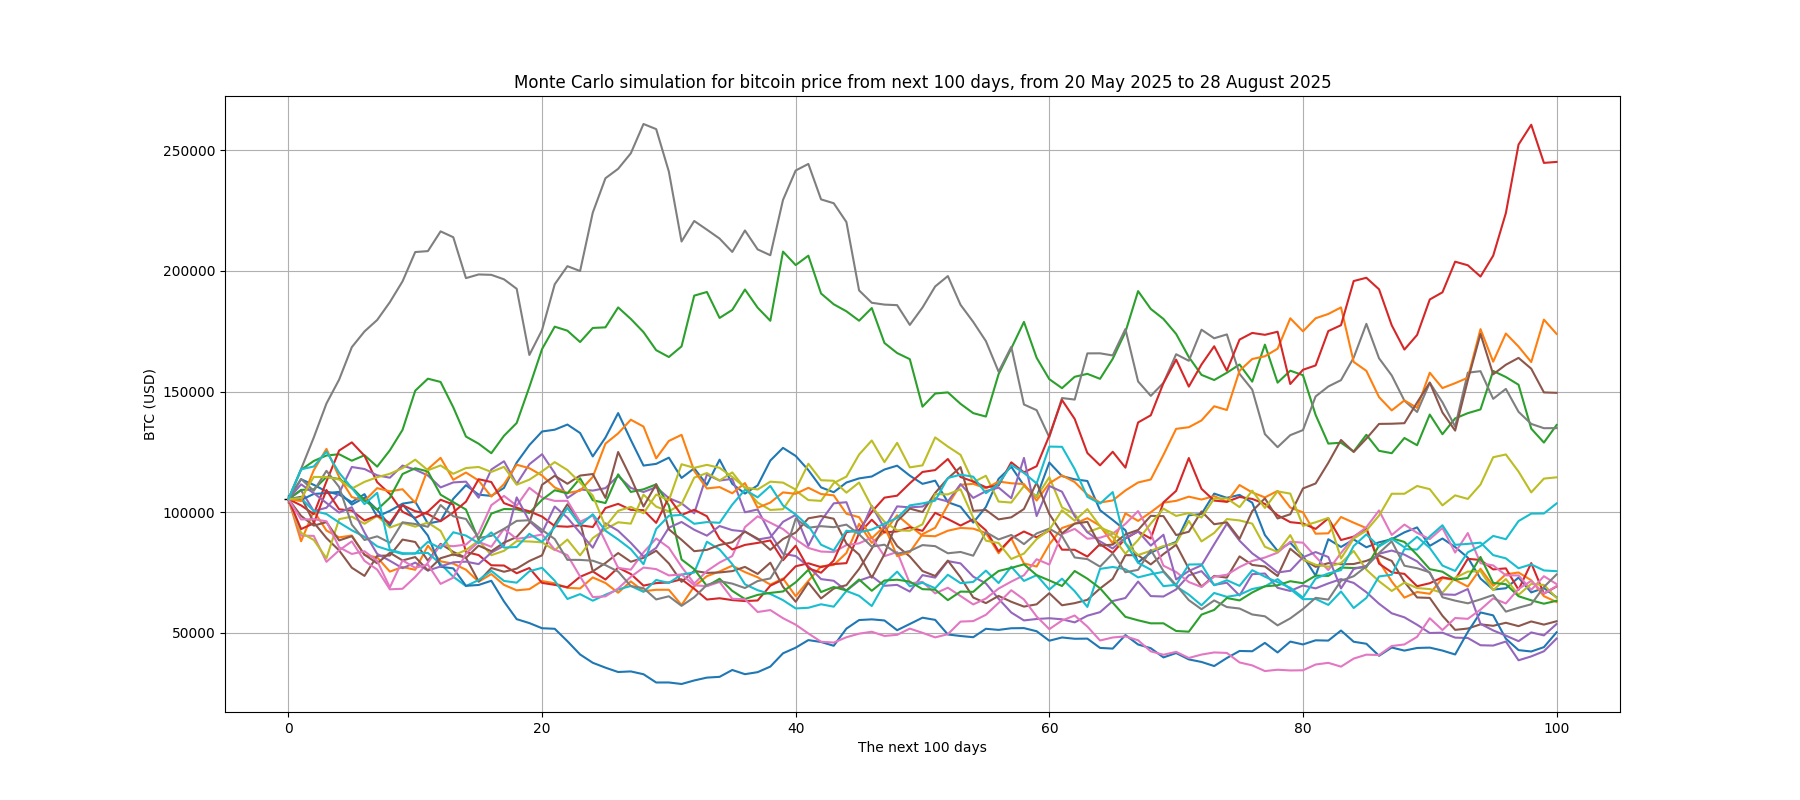 Monte Carlo simulation for bitcoin price from next 100 days, from 20 May 2025 to 28 August 2025
250000
200000
150000
100000
50000
BTC (USD)
0 20 40 60 80 100
The next 100 days